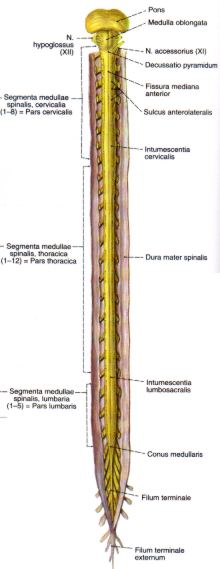 Pons
Medulla oblongata
N.
hypoglossus
(XII)
N. accessorius (XI)
Decussatio pyramidum
Fissura mediana
anterior
Sulcus anterolateralis
Segmenta medullae
spinalis, cervicalia
(1–8) = Pars cervicalis
Intumescentia
cervicalis
Segmenta medullae
spinalis, thoracica
(1–12) = Pars thoracica
Dura mater spinalis
Segmenta medullae
spinalis, lumbaria
(1–5) = Pars lumbaris
Intumescentia
lumbosacralis
Conus medullaris
Filum terminale
Filum terminale
externum